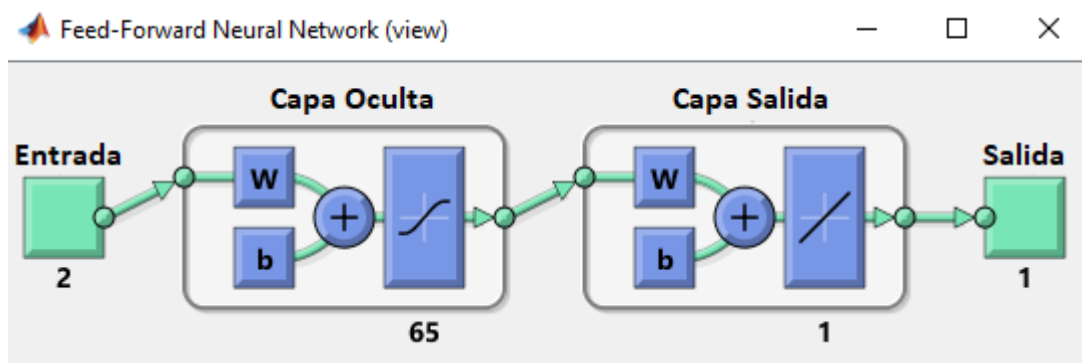 Feed-Forward Neural Network (view)
Capa Oculta
Capa Salida
Entrada
Salida
W
W
b
b
2
1
65
1